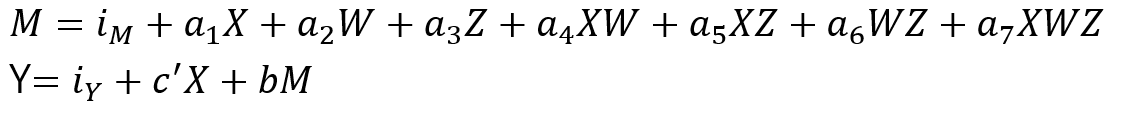 M = i_M + a_1X + a_2W + a_3Z + a_4XW + a_5XZ + a_6WZ + a_7XWZ
Y= i_Y + c'X + bM